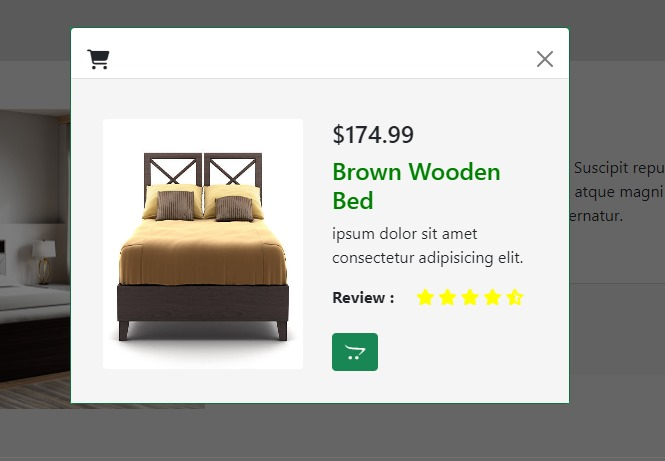 $174.99
Brown Wooden
Bed
ipsum dolor sit amet
consectetur adipisicing elit.
Review :
Suscipit repu
atque magni
ernatur.